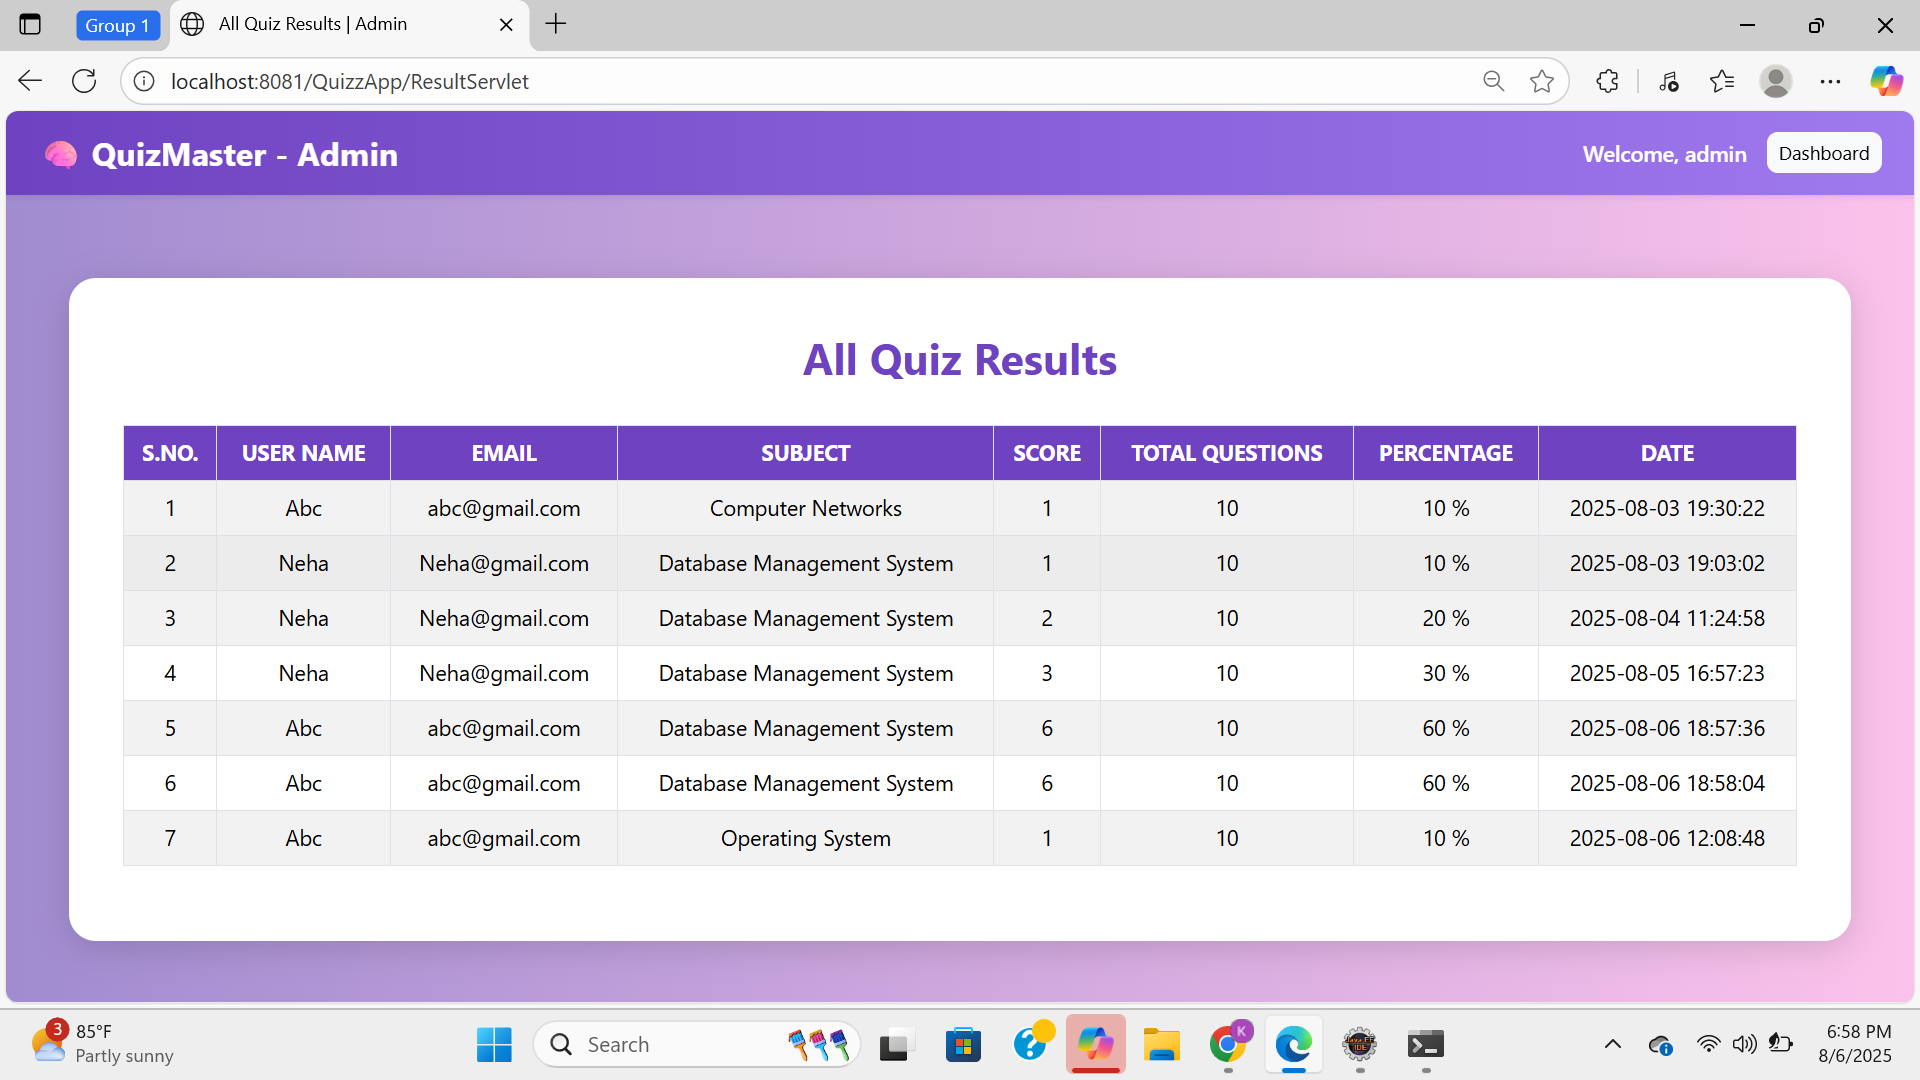 Group 1
All Quiz Results | Admin
localhost:8081/QuizzApp/ResultServlet
QuizMaster - Admin
Welcome, admin
Dashboard
All Quiz Results
S.NO. USER NAME EMAIL SUBJECT SCORE TOTAL QUESTIONS PERCENTAGE DATE
1 Abc abc@gmail.com Computer Networks 1 10 10 % 2025-08-03 19:30:22
2 Neha Neha@gmail.com Database Management System 1 10 10 % 2025-08-03 19:03:02
3 Neha Neha@gmail.com Database Management System 2 10 20 % 2025-08-04 11:24:58
4 Neha Neha@gmail.com Database Management System 3 10 30 % 2025-08-05 16:57:23
5 Abc abc@gmail.com Database Management System 6 10 60 % 2025-08-06 18:57:36
6 Abc abc@gmail.com Database Management System 6 10 60 % 2025-08-06 18:58:04
7 Abc abc@gmail.com Operating System 1 10 10 % 2025-08-06 12:08:48
3
85°F
Partly sunny
Search
K
Java EE
IDE
6:58 PM
8/6/2025